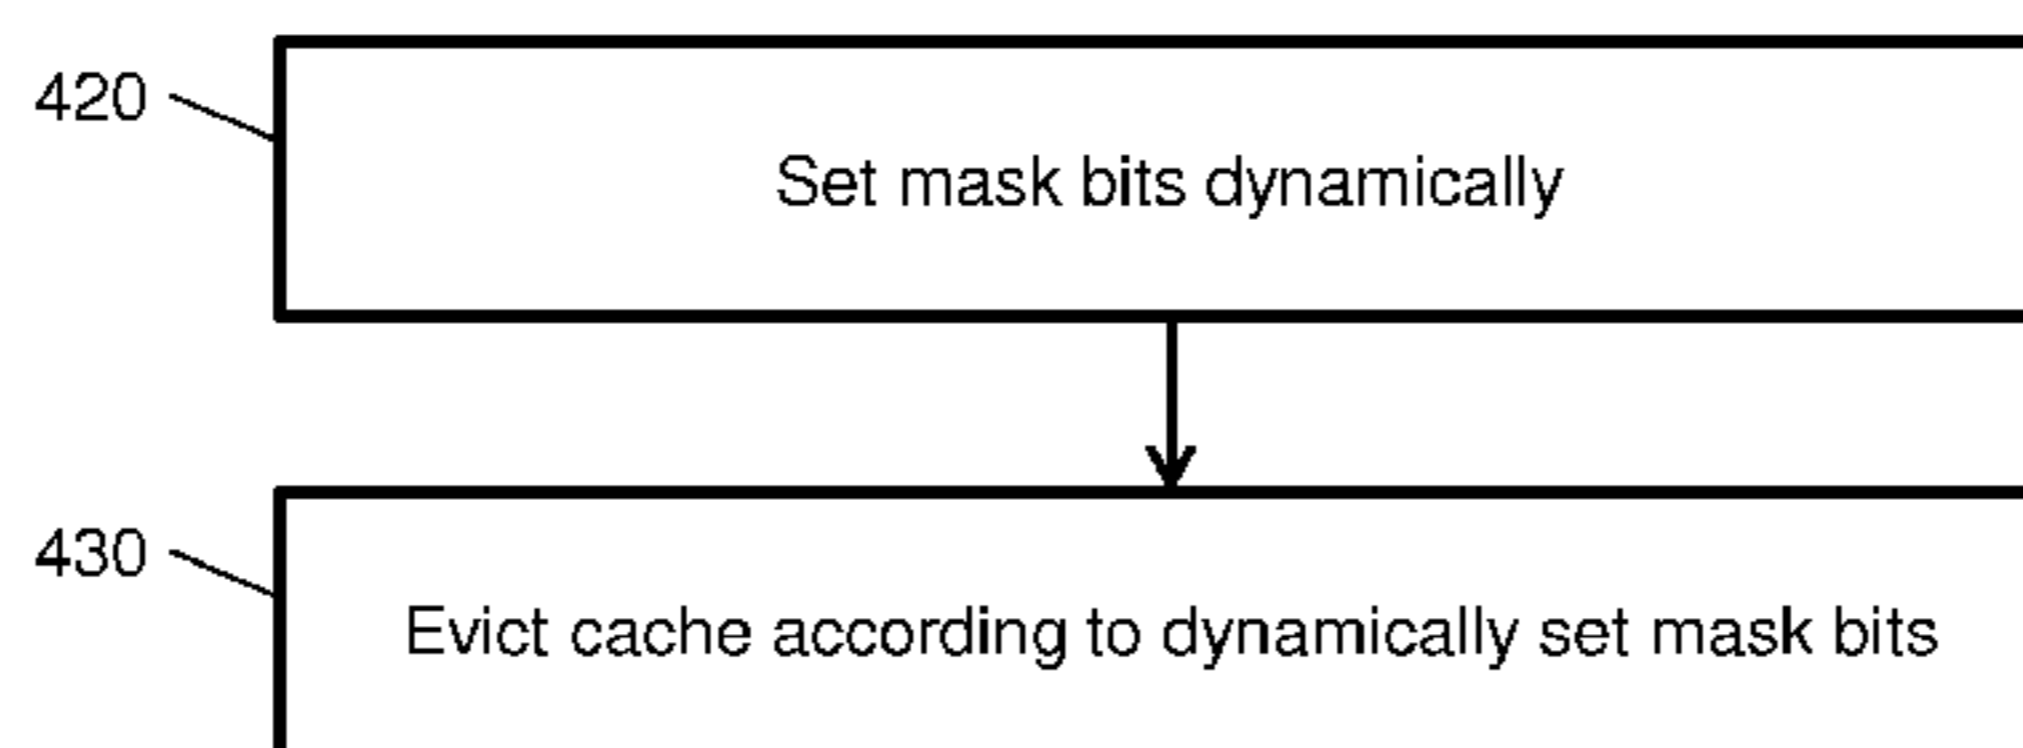 420
Set mask bits dynamically
430
Evict cache according to dynamically set mask bits